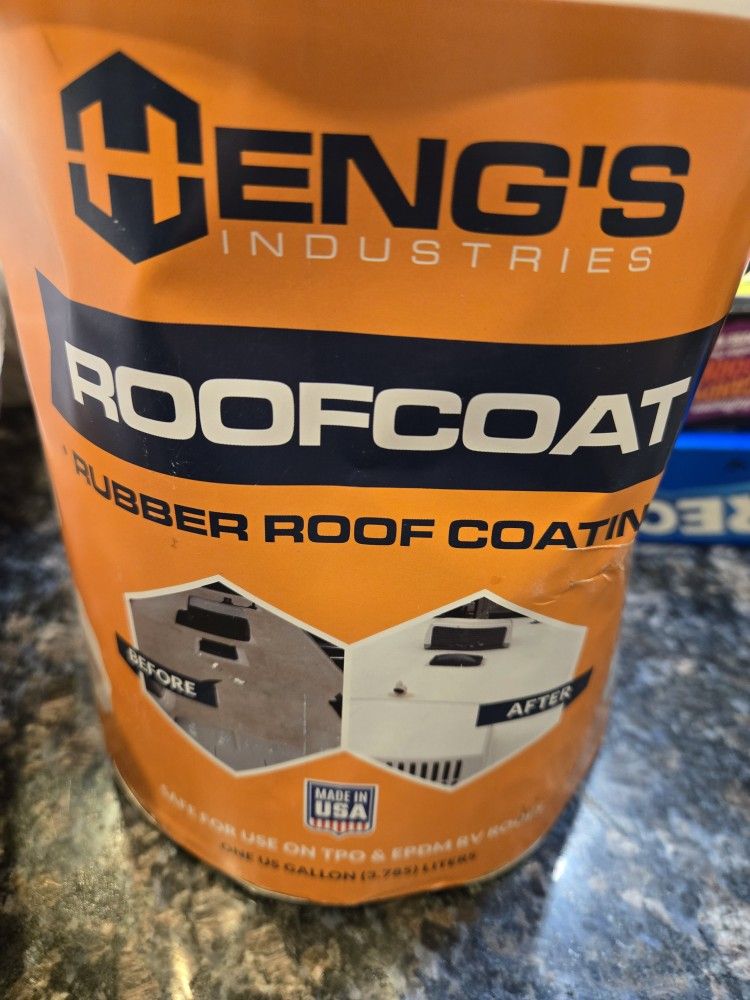 HENG'S
INDUSTRIES
ROOFCOAT
RUBBER ROOF COATIN
BEFORE
AFTER
MADE IN
USA
SAFE FOR USE ON TPO & EPDM RV ROOFS
ONE US GALLON (3.785) LITERS